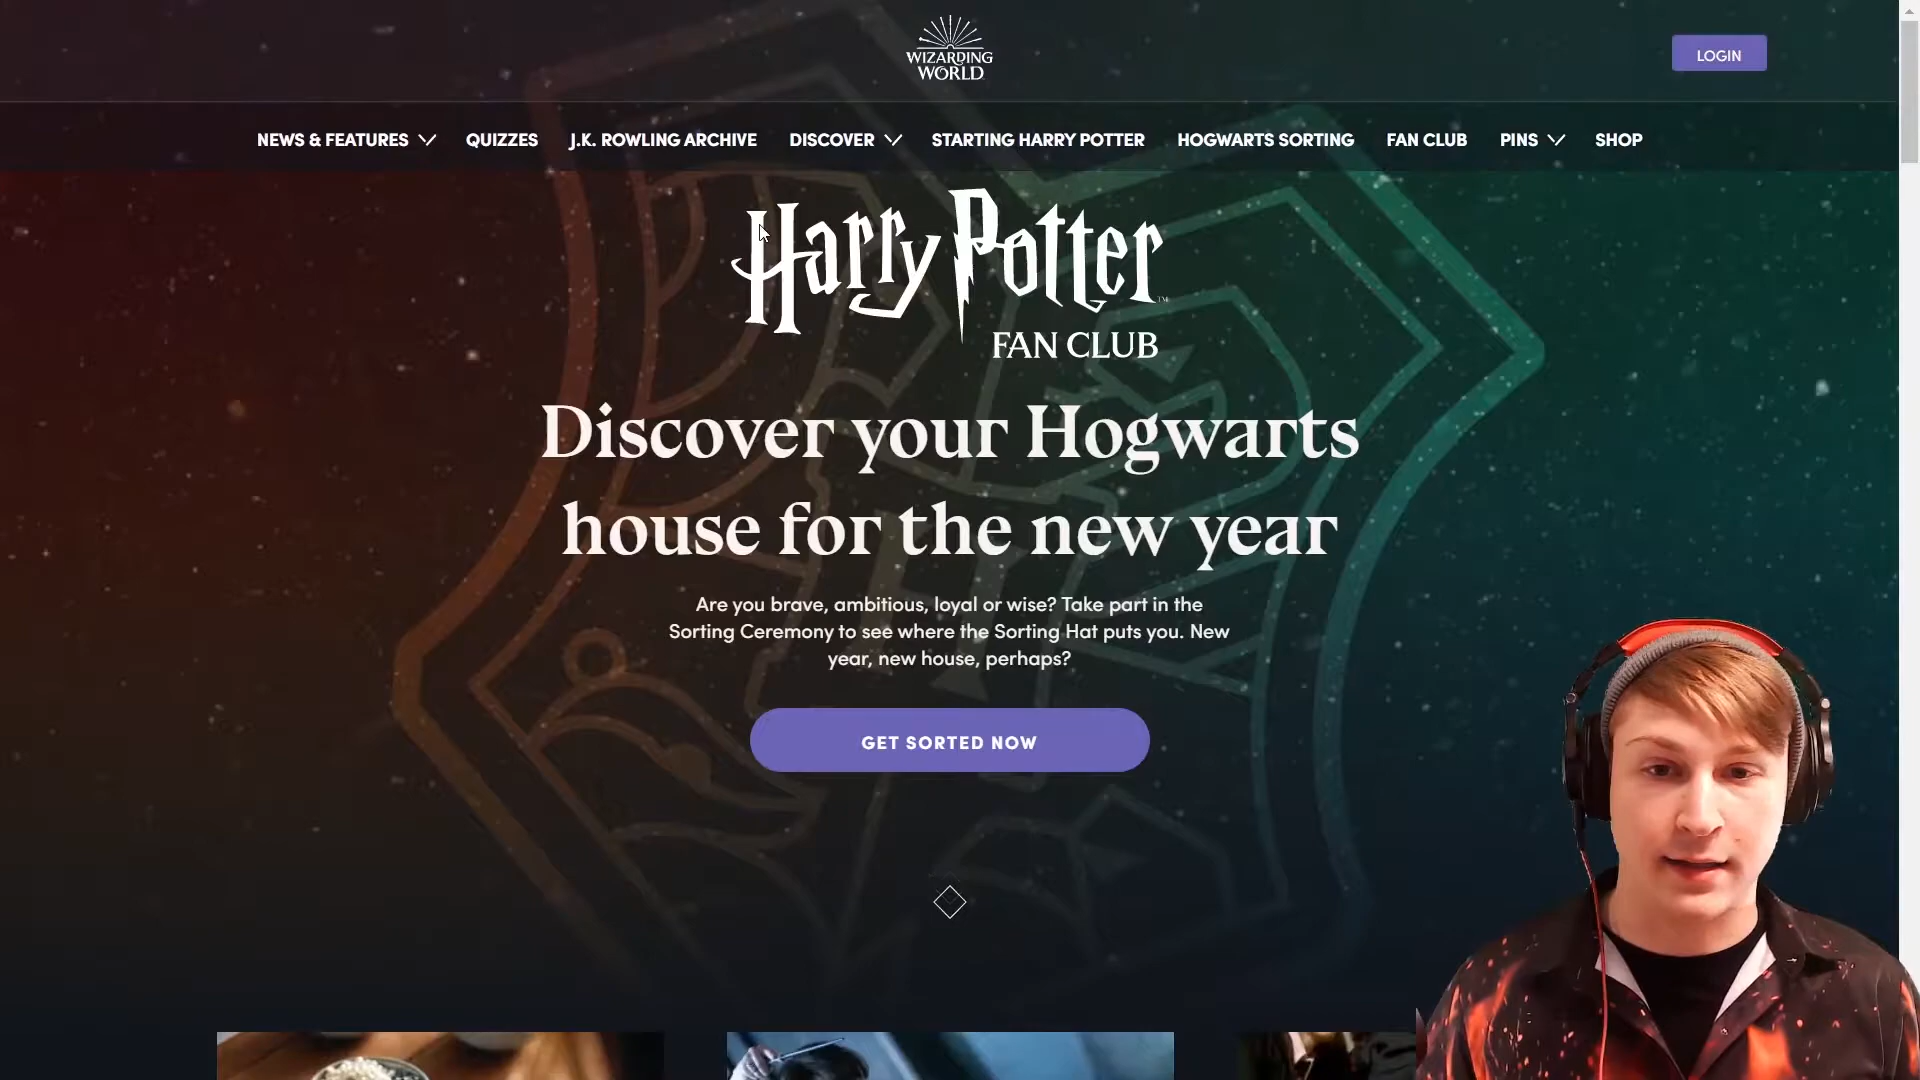 WIZARDING
WORLD
LOGIN
NEWS & FEATURES QUIZZES J.K. ROWLING ARCHIVE DISCOVER STARTING HARRY POTTER HOGWARTS SORTING FAN CLUB PINS SHOP
Harry Potter™
FAN CLUB
Discover your Hogwarts
house for the new year
Are you brave, ambitious, loyal or wise? Take part in the
Sorting Ceremony to see where the Sorting Hat puts you. New
year, new house, perhaps?
GET SORTED NOW